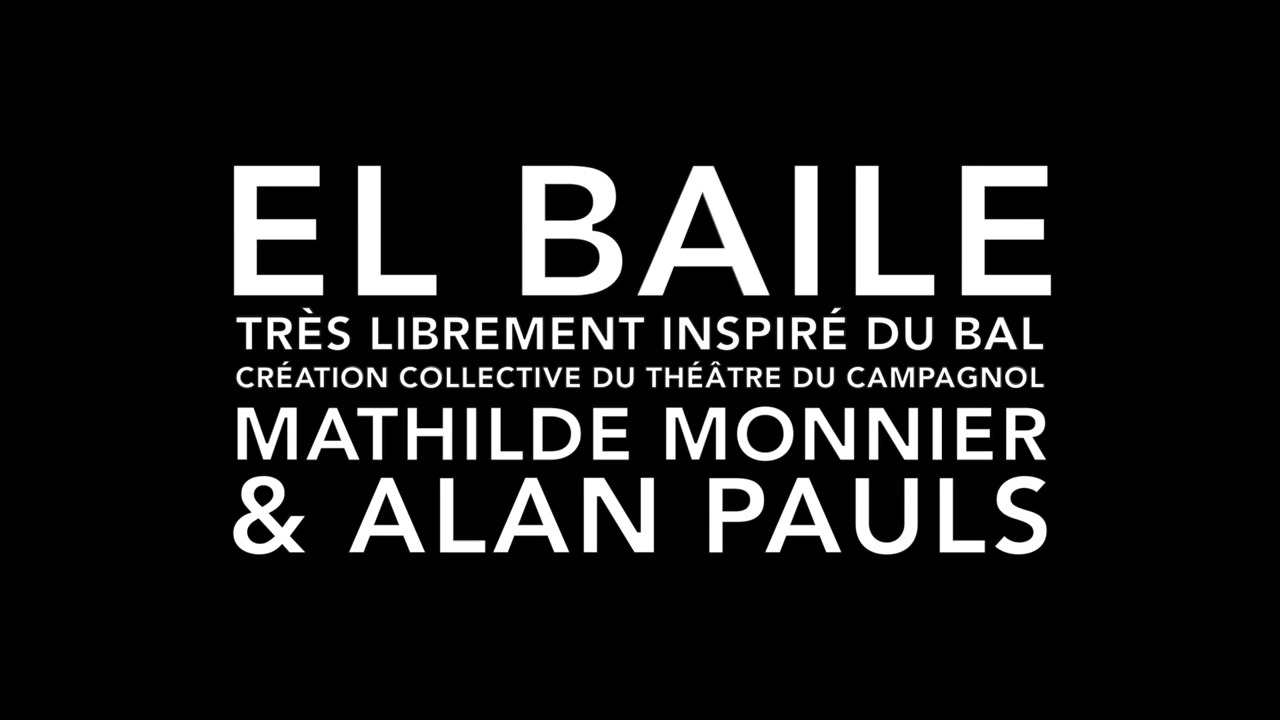 EL BAILE
TRÈS LIBREMENT INSPIRÉ DU BAL
CRÉATION COLLECTIVE DU THÉÂTRE DU CAMPAGNOL
MATHILDE MONNIER
& ALAN PAULS